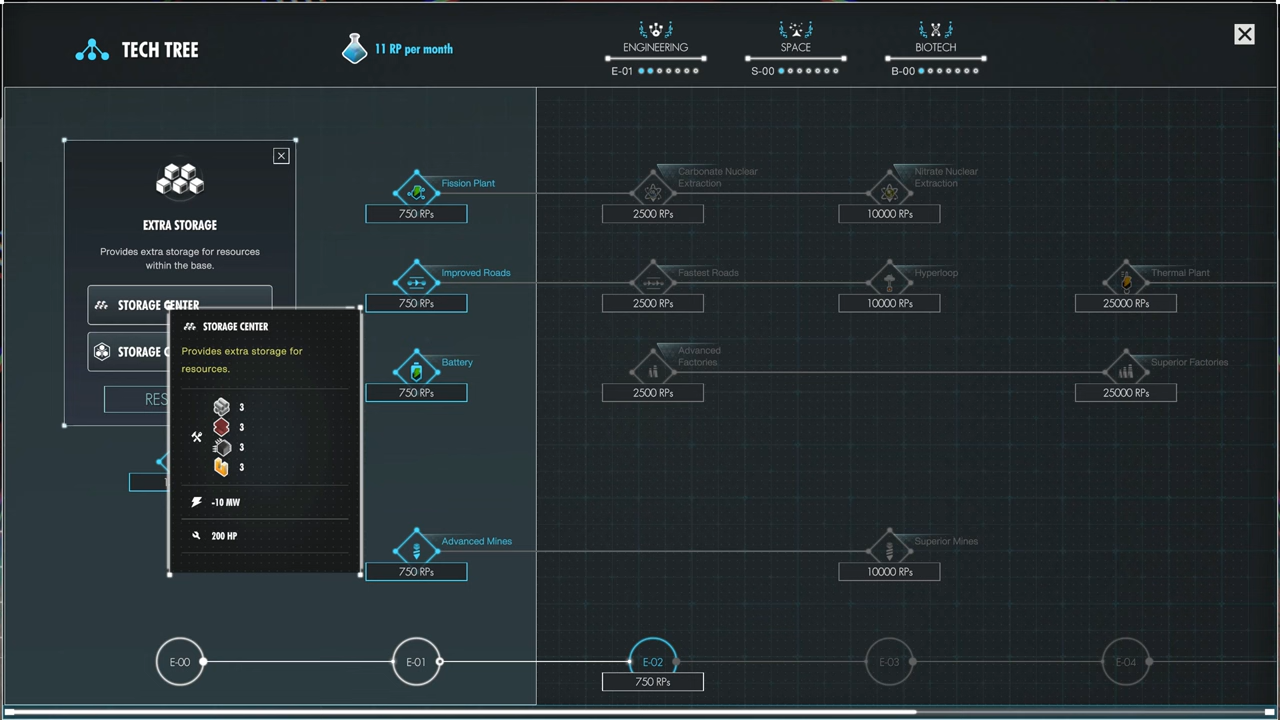 TECH TREE
11 RP per month
ENGINEERING
E-01
SPACE
S-00
BIOTECH
B-00
EXTRA STORAGE
Provides extra storage for resources
within the base.
STORAGE CENTER
STORAGE
STORAGE CENTER
Provides extra storage for
resources.
3
3
3
3
-10 MW
200 HP
Fission Plant
750 RPs
Carbonate Nuclear
Extraction
2500 RPs
Nitrate Nuclear
Extraction
10000 RPs
Improved Roads
750 RPs
Fastest Roads
2500 RPs
Hyperloop
10000 RPs
Thermal Plant
25000 RPs
Battery
750 RPs
Advanced
Factories
2500 RPs
Superior Factories
25000 RPs
Advanced Mines
750 RPs
Superior Mines
10000 RPs
E-00
E-01
E-02
750 RPs
E-03
E-04